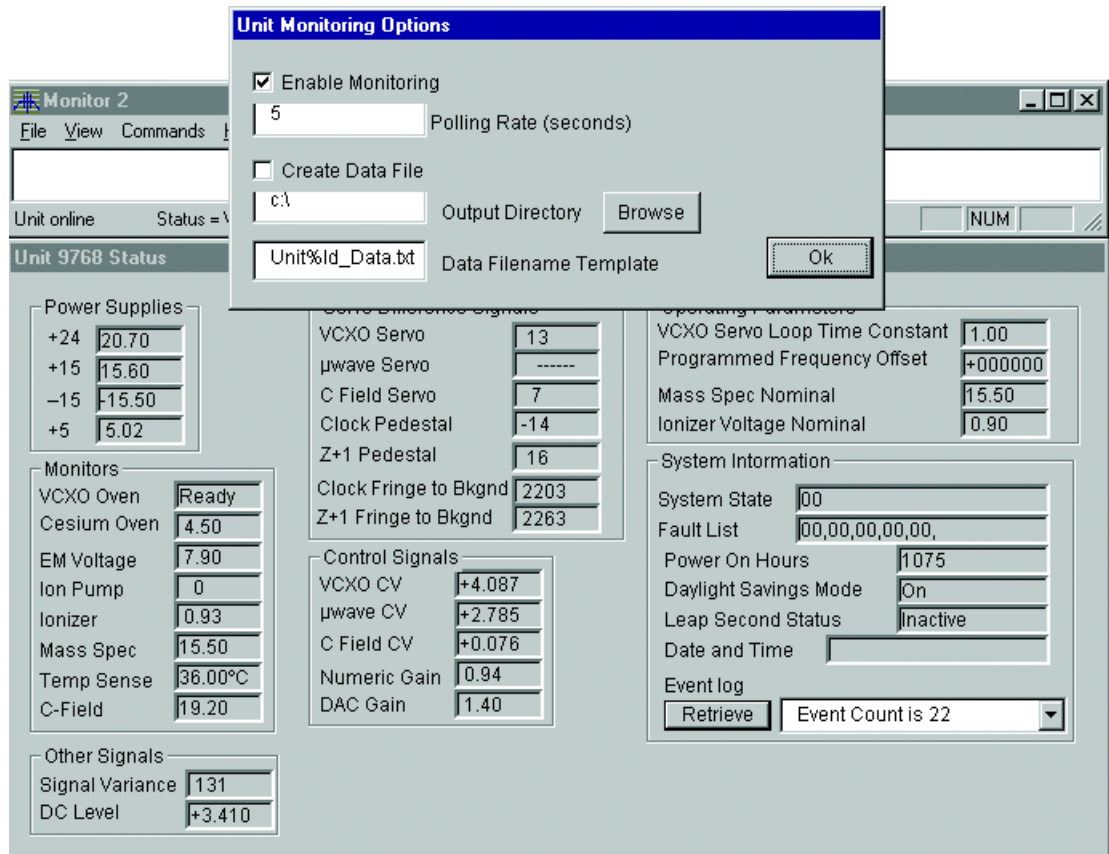 Unit Monitoring Options
Enable Monitoring
5 Polling Rate (seconds)
Create Data File
c:\ Output Directory Browse
Unit%ld_Data.txt Data Filename Template
Ok
Monitor 2
File View Commands
Unit online Status =
NUM
Unit 9768 Status
Power Supplies
+24 20.70
+15 15.60
–15 -15.50
+5 5.02
Monitors
VCXO Oven Ready
Cesium Oven 4.50
EM Voltage 7.90
Ion Pump 0
Ionizer 0.93
Mass Spec 15.50
Temp Sense 36.00°C
C-Field 19.20
Other Signals
Signal Variance 131
DC Level +3.410
Servo Difference Signals
VCXO Servo 13
µwave Servo ------
C Field Servo 7
Clock Pedestal -14
Z+1 Pedestal 16
Clock Fringe to Bkgnd 2203
Z+1 Fringe to Bkgnd 2263
Control Signals
VCXO CV +4.087
µwave CV +2.785
C Field CV +0.076
Numeric Gain 0.94
DAC Gain 1.40
Operating Parameters
VCXO Servo Loop Time Constant 1.00
Programmed Frequency Offset +000000
Mass Spec Nominal 15.50
Ionizer Voltage Nominal 0.90
System Intormation
System State 00
Fault List 00,00,00,00,00,
Power On Hours 1075
Daylight Savings Mode On
Leap Second Status Inactive
Date and Time
Event log
Retrieve Event Count is 22